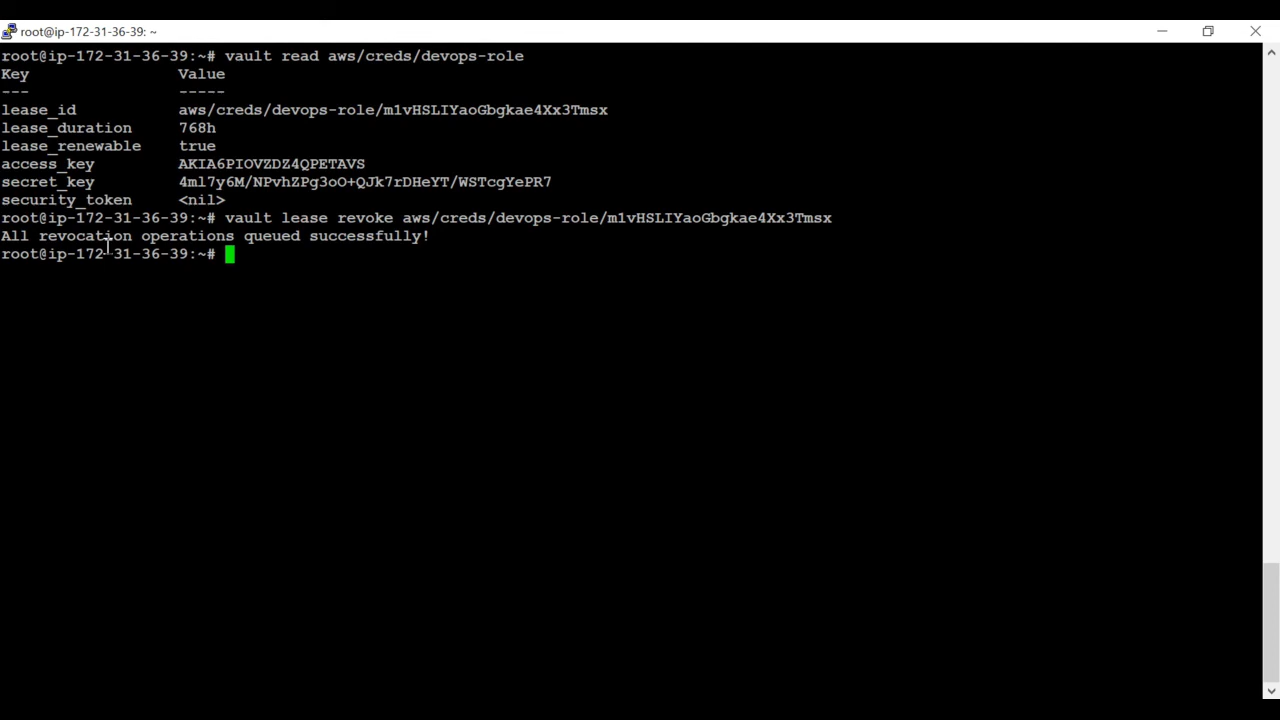 root@ip-172-31-36-39: ~
root@ip-172-31-36-39:~# vault read aws/creds/devops-role
Key                Value
---                -----
lease_id           aws/creds/devops-role/m1vHSLIYaoGbgkae4Xx3Tmsx
lease_duration     768h
lease_renewable    true
access_key         AKIA6PIOVZDZ4QPETAVS
secret_key         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
security_token     <nil>
root@ip-172-31-36-39:~# vault lease revoke aws/creds/devops-role/m1vHSLIYaoGbgkae4Xx3Tmsx
All revocation operations queued successfully!
root@ip-172-31-36-39:~#